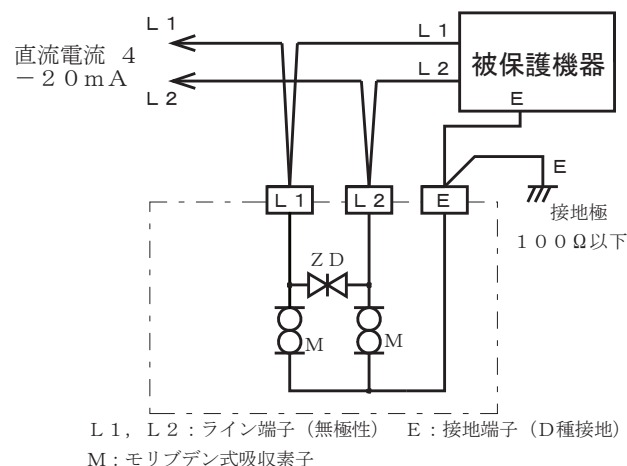 L1
L1
直流電流 4
－20mA
L2
L2
被保護機器
E
E
L1
L2
E
接地極
100Ω以下
ZD
M
M
L1，L2：ライン端子（無極性） E：接地端子（D種接地）
M：モリブデン式吸収素子